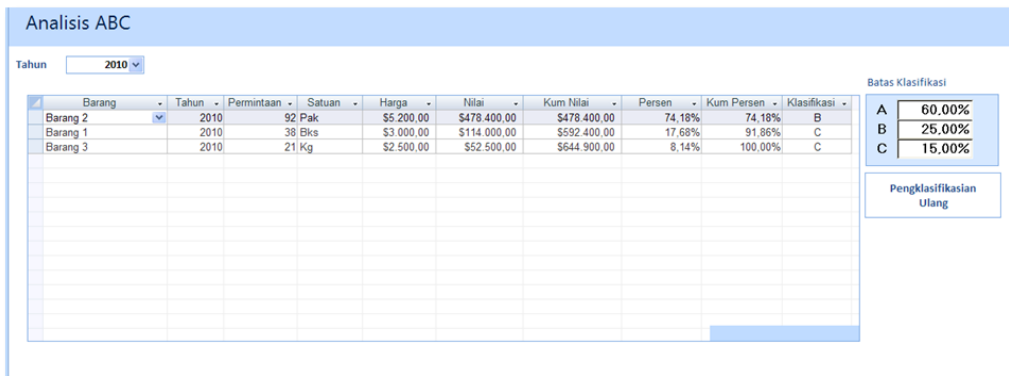 Analisis ABC
Tahun 2010
Batas Klasifikasi
Barang Tahun Permintaan Satuan Harga Nilai Kum Nilai Persen Kum Persen Klasifikasi
Barang 2 2010 92 Pak $5.200,00 $478.400,00 $478.400,00 74,18% 74,18% B
Barang 1 2010 38 Bks $3.000,00 $114.000,00 $592.400,00 17,68% 91,86% C
Barang 3 2010 21 Kg $2.500,00 $52.500,00 $644.900,00 8,14% 100,00% C
A 60,00%
B 25,00%
C 15,00%
Pengklasifikasian
Ulang